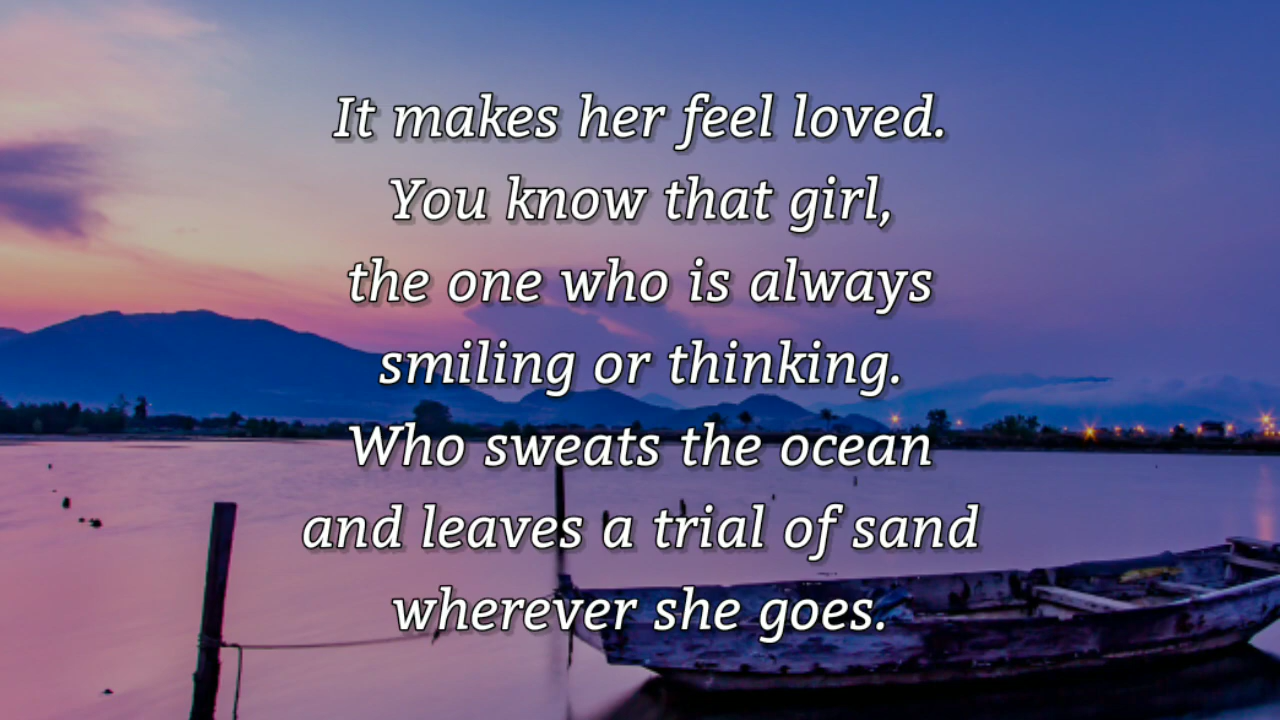 It makes her feel loved.
You know that girl,
the one who is always
smiling or thinking.
Who sweats the ocean
and leaves a trial of sand
wherever she goes.